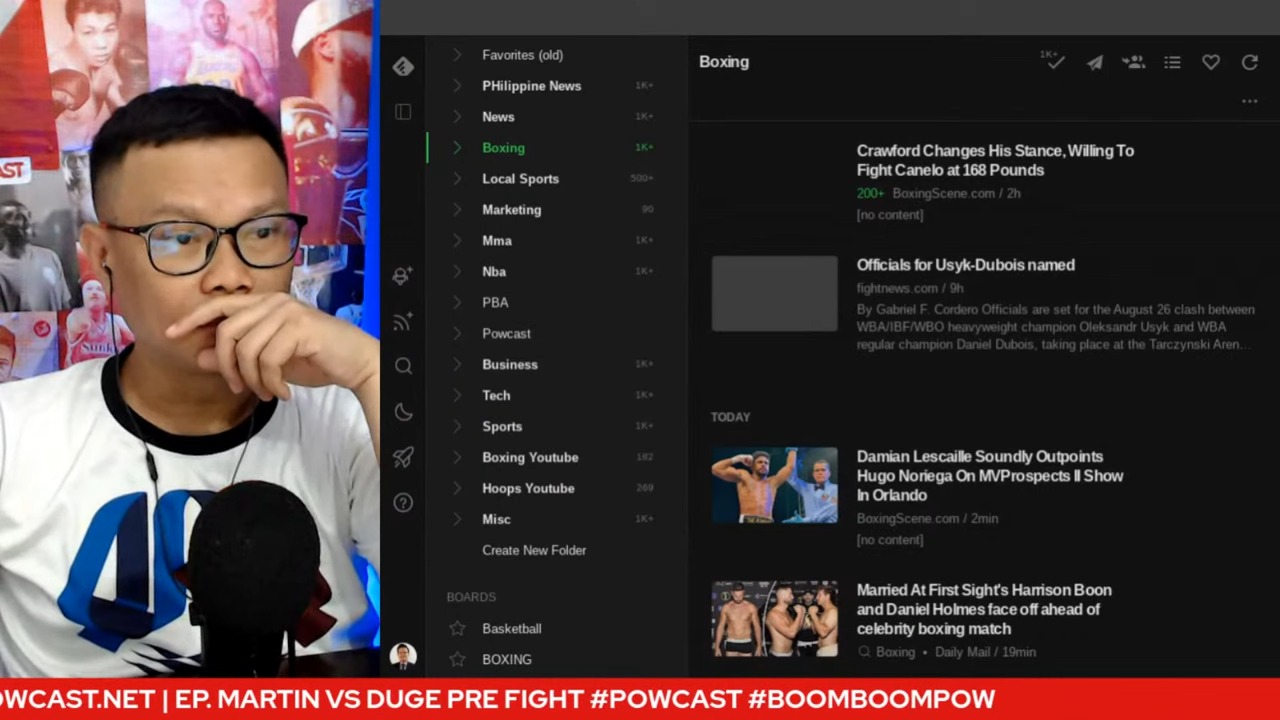 AST
Sunk
Favorites (old)
PHilippine News 1K+
News 1K+
Boxing 1K+
Local Sports 500+
Marketing 90
Mma 1K+
Nba 1K+
PBA
Powcast
Business 1K+
Tech 1K+
Sports 1K+
Boxing Youtube 182
Hoops Youtube 269
Misc 1K+
Create New Folder
BOARDS
Basketball
BOXING
Boxing
1K+
Crawford Changes His Stance, Willing To
Fight Canelo at 168 Pounds
200+ BoxingScene.com / 2h
[no content]
Officials for Usyk-Dubois named
fightnews.com / 9h
By Gabriel F. Cordero Officials are set for the August 26 clash between
WBA/IBF/WBO heavyweight champion Oleksandr Usyk and WBA
regular champion Daniel Dubois, taking place at the Tarczynski Aren...
TODAY
Damian Lescaille Soundly Outpoints
Hugo Noriega On MVProspects II Show
In Orlando
BoxingScene.com / 2min
[no content]
Married At First Sight's Harrison Boon
and Daniel Holmes face off ahead of
celebrity boxing match
Boxing • Daily Mail / 19min
OWCAST.NET | EP. MARTIN VS DUGE PRE FIGHT #POWCAST #BOOMBOOMPOW